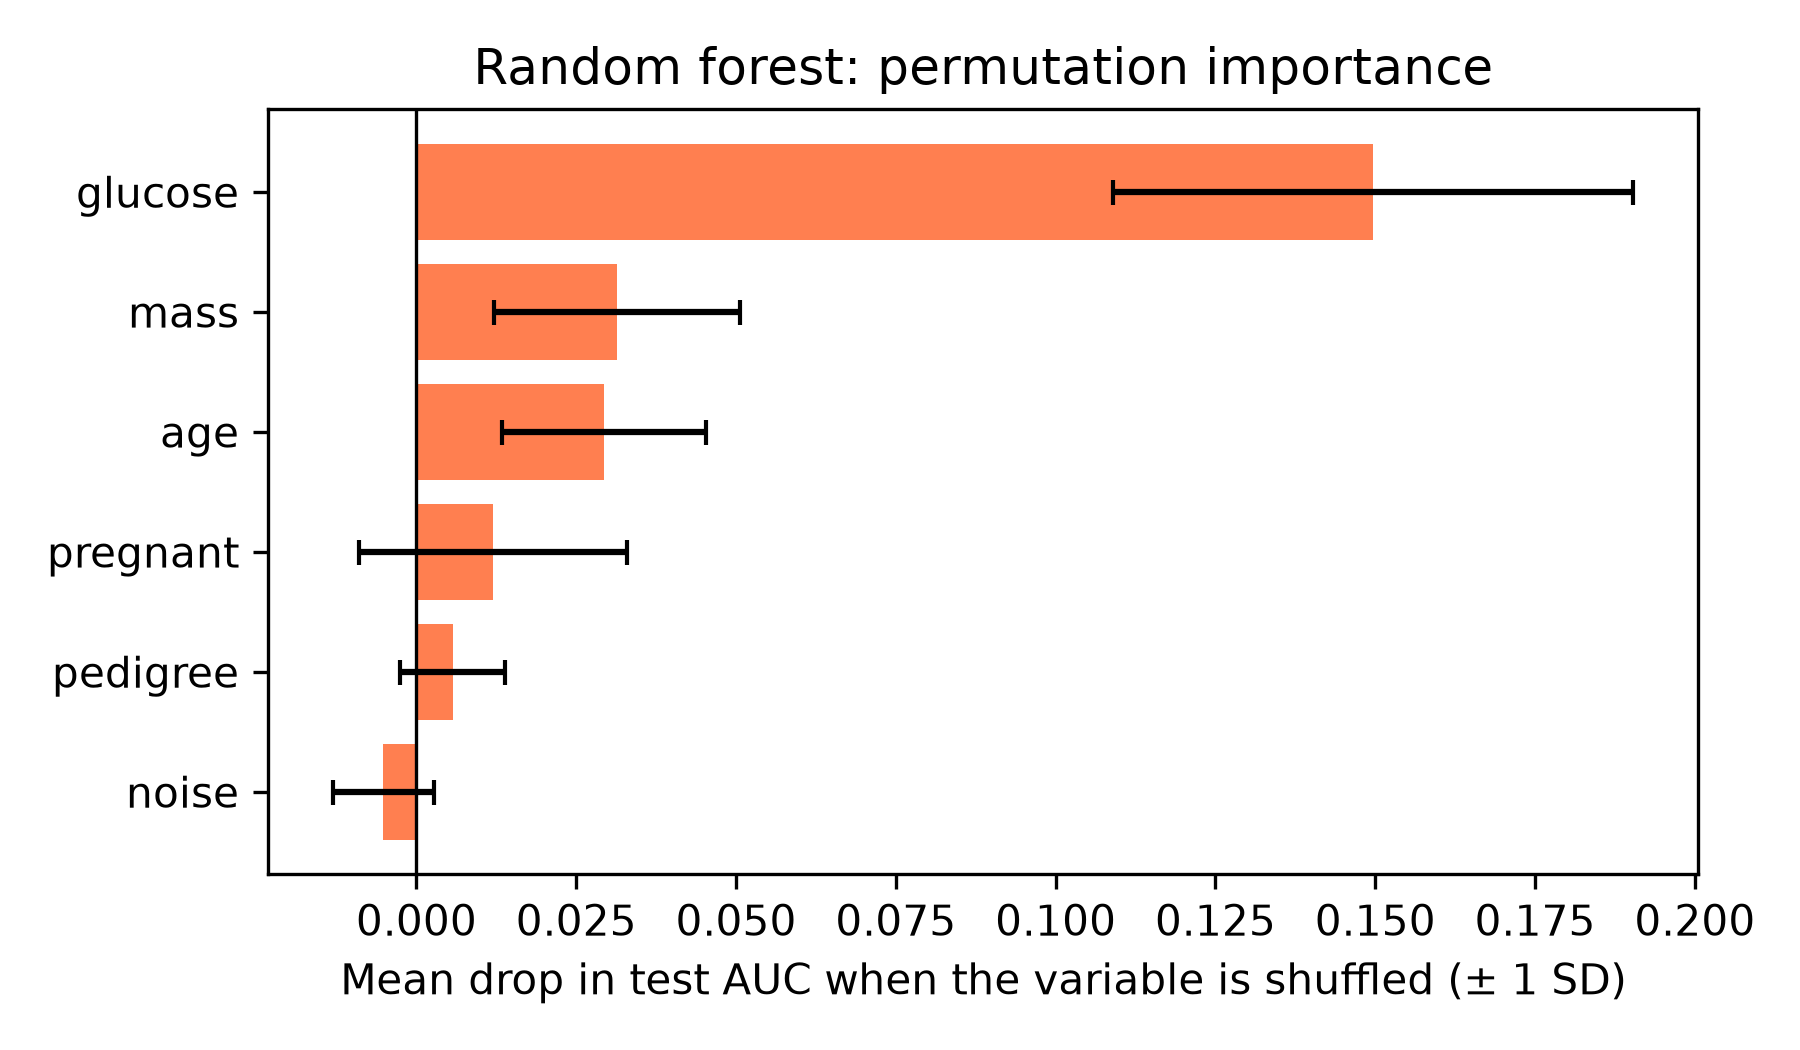 Random forest: permutation importance
glucose
mass
age
pregnant
pedigree
noise
0.000 0.025 0.050 0.075 0.100 0.125 0.150 0.175 0.200
Mean drop in test AUC when the variable is shuffled (± 1 SD)